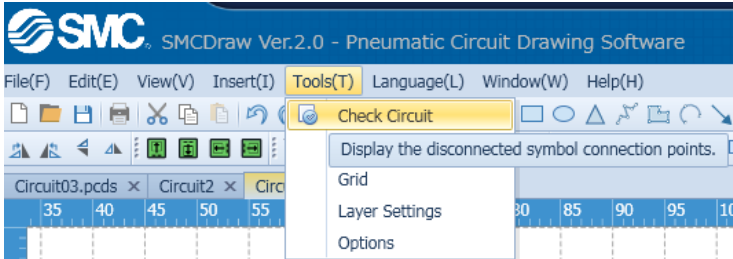 SMC. SMCDraw Ver.2.0 - Pneumatic Circuit Drawing Software
File(F) Edit(E) View(V) Insert(I) Tools(T) Language(L) Window(W) Help(H)
Check Circuit
Display the disconnected symbol connection points.
Circuit03.pcds × Circuit2 × Circ
Grid
35 40 45 50 55 80 85 90 95 10
Layer Settings
Options